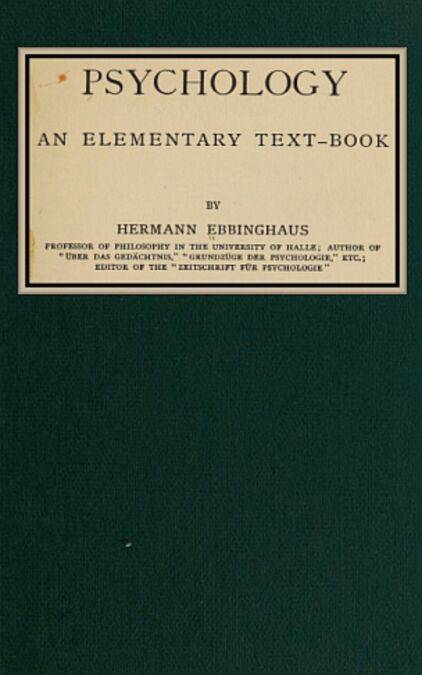 PSYCHOLOGY
AN ELEMENTARY TEXT-BOOK
BY
HERMANN EBBINGHAUS
PROFESSOR OF PHILOSOPHY IN THE UNIVERSITY OF HALLE; AUTHOR OF
"ÜBER DAS GEDÄCHTNIS," "GRUNDZÜGE DER PSYCHOLOGIE," ETC.;
EDITOR OF THE "ZEITSCHRIFT FÜR PSYCHOLOGIE"